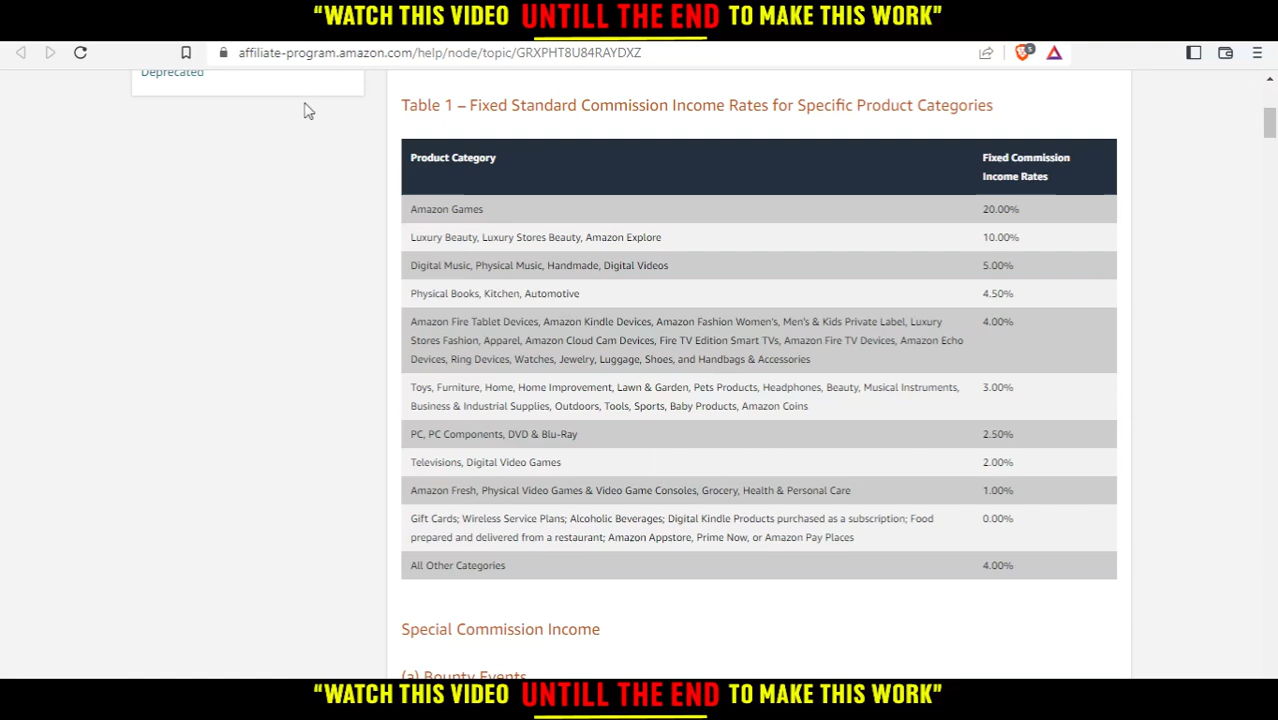 “WATCH THIS VIDEO UNTILL THE END TO MAKE THIS WORK”
affiliate-program.amazon.com/help/node/topic/GRXPHT8U84RAYDXZ
5
Deprecated
Table 1 – Fixed Standard Commission Income Rates for Specific Product Categories
Product Category Fixed Commission
Income Rates
Amazon Games 20.00%
Luxury Beauty, Luxury Stores Beauty, Amazon Explore 10.00%
Digital Music, Physical Music, Handmade, Digital Videos 5.00%
Physical Books, Kitchen, Automotive 4.50%
Amazon Fire Tablet Devices, Amazon Kindle Devices, Amazon Fashion Women's, Men's & Kids Private Label, Luxury 4.00%
Stores Fashion, Apparel, Amazon Cloud Cam Devices, Fire TV Edition Smart TVs, Amazon Fire TV Devices, Amazon Echo
Devices, Ring Devices, Watches, Jewelry, Luggage, Shoes, and Handbags & Accessories
Toys, Furniture, Home, Home Improvement, Lawn & Garden, Pets Products, Headphones, Beauty, Musical Instruments, 3.00%
Business & Industrial Supplies, Outdoors, Tools, Sports, Baby Products, Amazon Coins
PC, PC Components, DVD & Blu-Ray 2.50%
Televisions, Digital Video Games 2.00%
Amazon Fresh, Physical Video Games & Video Game Consoles, Grocery, Health & Personal Care 1.00%
Gift Cards; Wireless Service Plans; Alcoholic Beverages; Digital Kindle Products purchased as a subscription; Food 0.00%
prepared and delivered from a restaurant; Amazon Appstore, Prime Now, or Amazon Pay Places
All Other Categories 4.00%
Special Commission Income
(a) Bounty Events
“WATCH THIS VIDEO UNTILL THE END TO MAKE THIS WORK”